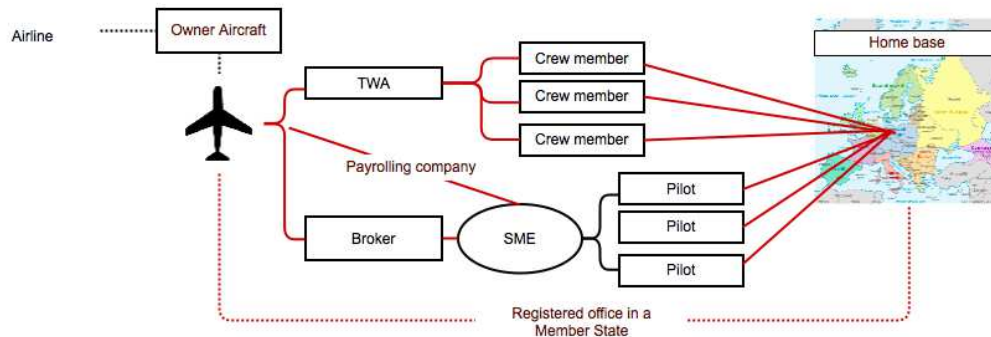 Airline
Owner Aircraft
Home base
TWA
Crew member
Crew member
Crew member
Payrolling company
Broker
SME
Pilot
Pilot
Pilot
Registered office in a
Member State